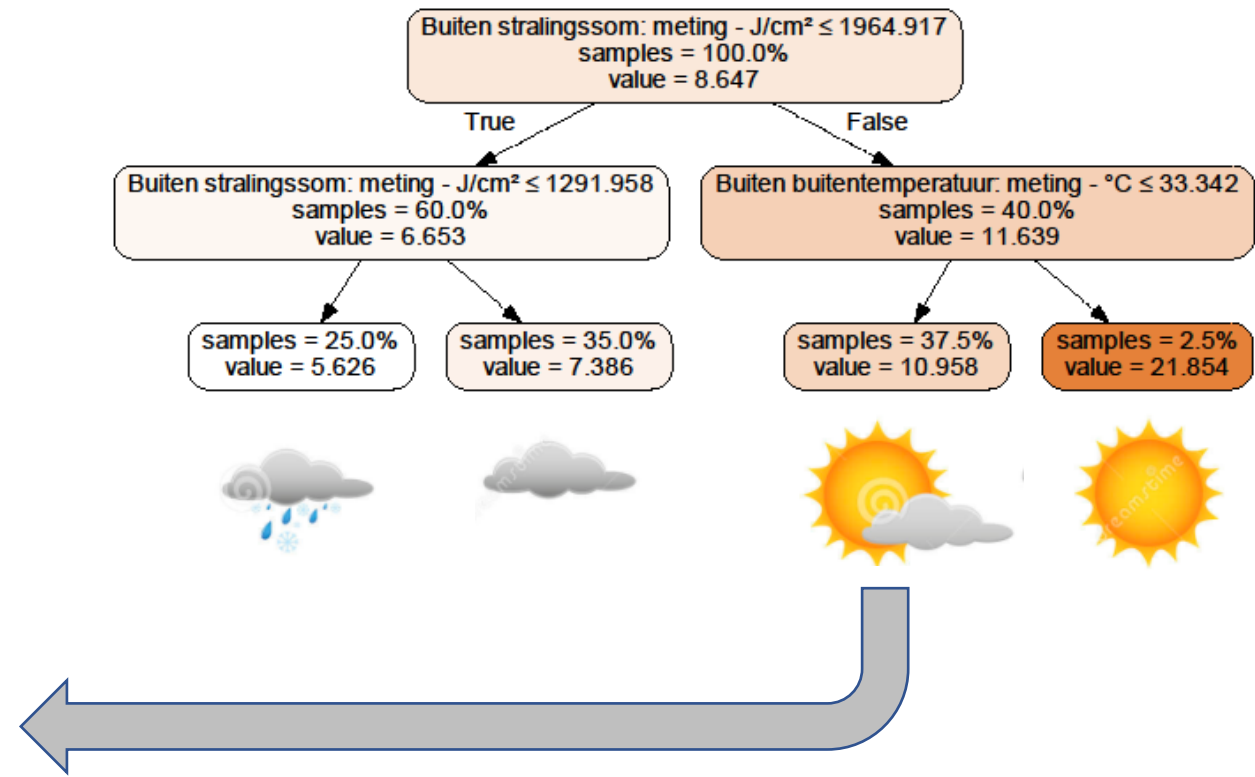 Buiten stralingssom: meting - J/cm² ≤ 1964.917
samples = 100.0%
value = 8.647
True
False
Buiten stralingssom: meting - J/cm² ≤ 1291.958
samples = 60.0%
value = 6.653
Buiten buitentemperatuur: meting - °C ≤ 33.342
samples = 40.0%
value = 11.639
samples = 25.0%
value = 5.626
samples = 35.0%
value = 7.386
samples = 37.5%
value = 10.958
samples = 2.5%
value = 21.854